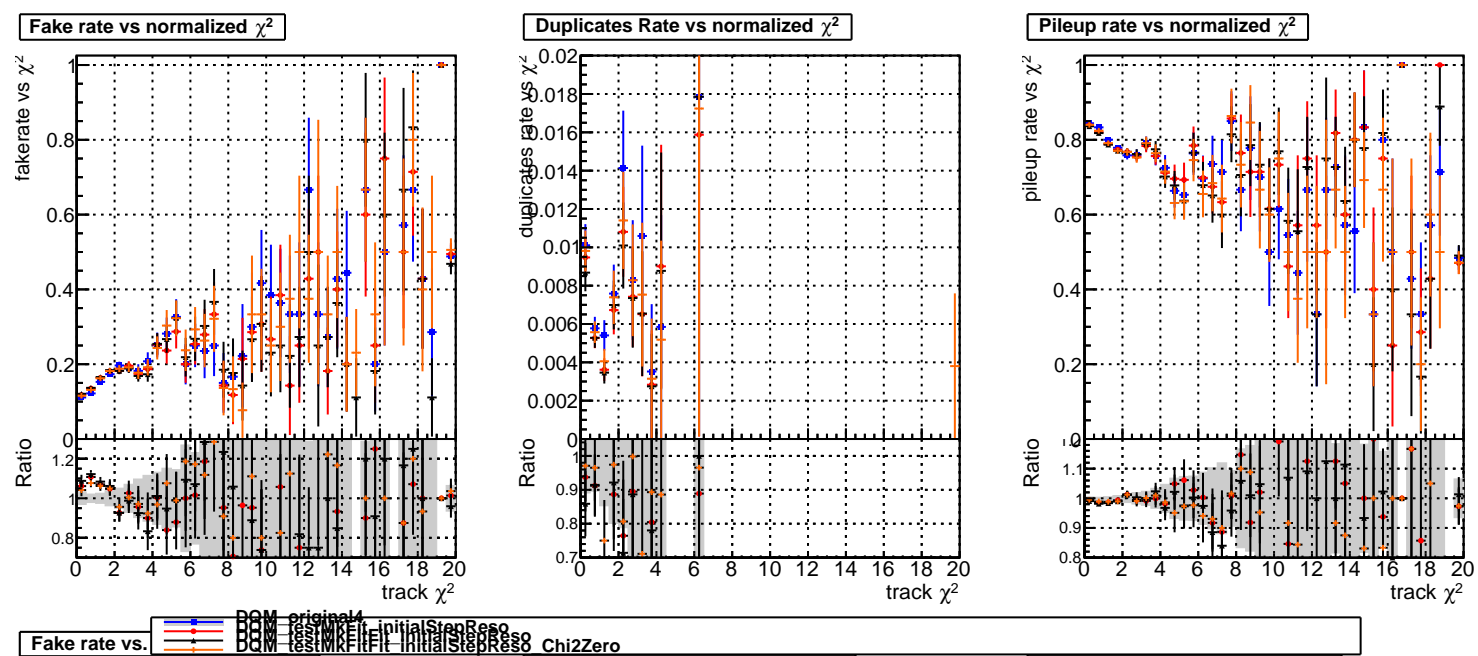 Fake rate vs normalized χ²
Duplicates Rate vs normalized χ²
Pileup rate vs normalized χ²
fakerate vs χ²
1
0.8
0.6
0.4
0.2
0
Ratio
1.2
1
0.8
0 2 4 6 8 10 12 14 16 18 20
track χ²
duplicates rate vs χ²
0.02
0.018
0.016
0.014
0.012
0.01
0.008
0.006
0.004
0.002
0
Ratio
1
0.9
0.8
0.7
0 2 4 6 8 10 12 14 16 18 20
track χ²
pileup rate vs χ²
1
0.8
0.6
0.4
0.2
Ratio
1.1
1
0.9
0.8
0 2 4 6 8 10 12 14 16 18 20
track χ²
DQM_original4
DQM_testMkFitFit_initialStepReso
DQM_testMkFitFit_initialStepReso_Chi2Zero
Fake rate vs.